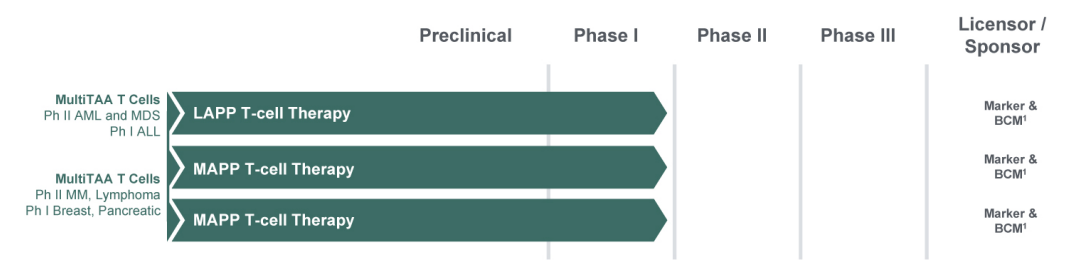 Preclinical
Phase I
Phase II
Phase III
Licensor /
Sponsor
MultiTAA T Cells
Ph II AML and MDS
Ph I ALL
LAPP T-cell Therapy
Marker &
BCM¹
MultiTAA T Cells
Ph II MM, Lymphoma
Ph I Breast, Pancreatic
MAPP T-cell Therapy
Marker &
BCM¹
MAPP T-cell Therapy
Marker &
BCM¹